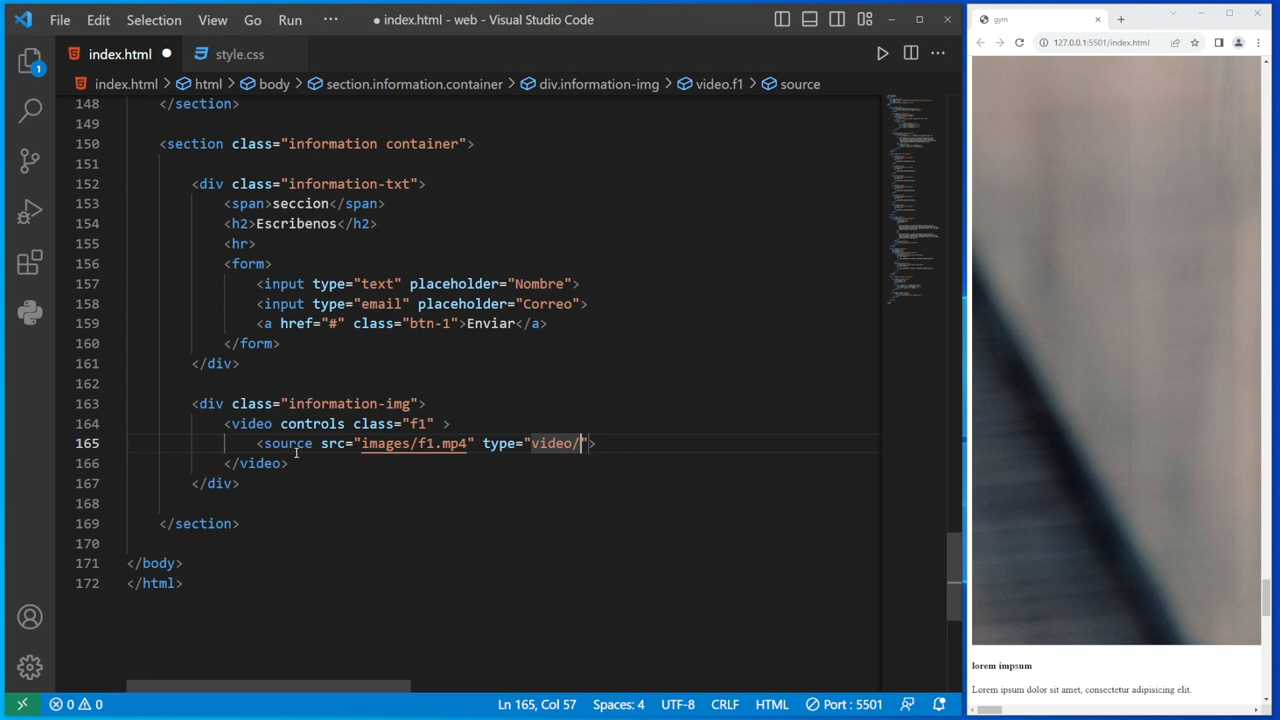 File Edit Selection View Go Run ··· ● index.html - web - Visual Studio Code
index.html ● style.css
index.html > html > body > section.information.container > div.information-img > video.f1 > source
1
148 </section>
149
150 <section class="information container">
151
152 <div class="information-txt">
153 <span>seccion</span>
154 <h2>Escribenos</h2>
155 <hr>
156 <form>
157 <input type="text" placeholder="Nombre">
158 <input type="email" placeholder="Correo">
159 <a href="#" class="btn-1">Enviar</a>
160 </form>
161 </div>
162
163 <div class="information-img">
164 <video controls class="f1" >
165 <source src="images/f1.mp4" type="video/">
166 </video>
167 </div>
168
169 </section>
170
171 </body>
172 </html>
0 0 Ln 165, Col 57 Spaces: 4 UTF-8 CRLF HTML Port : 5501
gym
127.0.0.1:5501/index.html
lorem impsum
Lorem ipsum dolor sit amet, consectetur adipisicing elit.